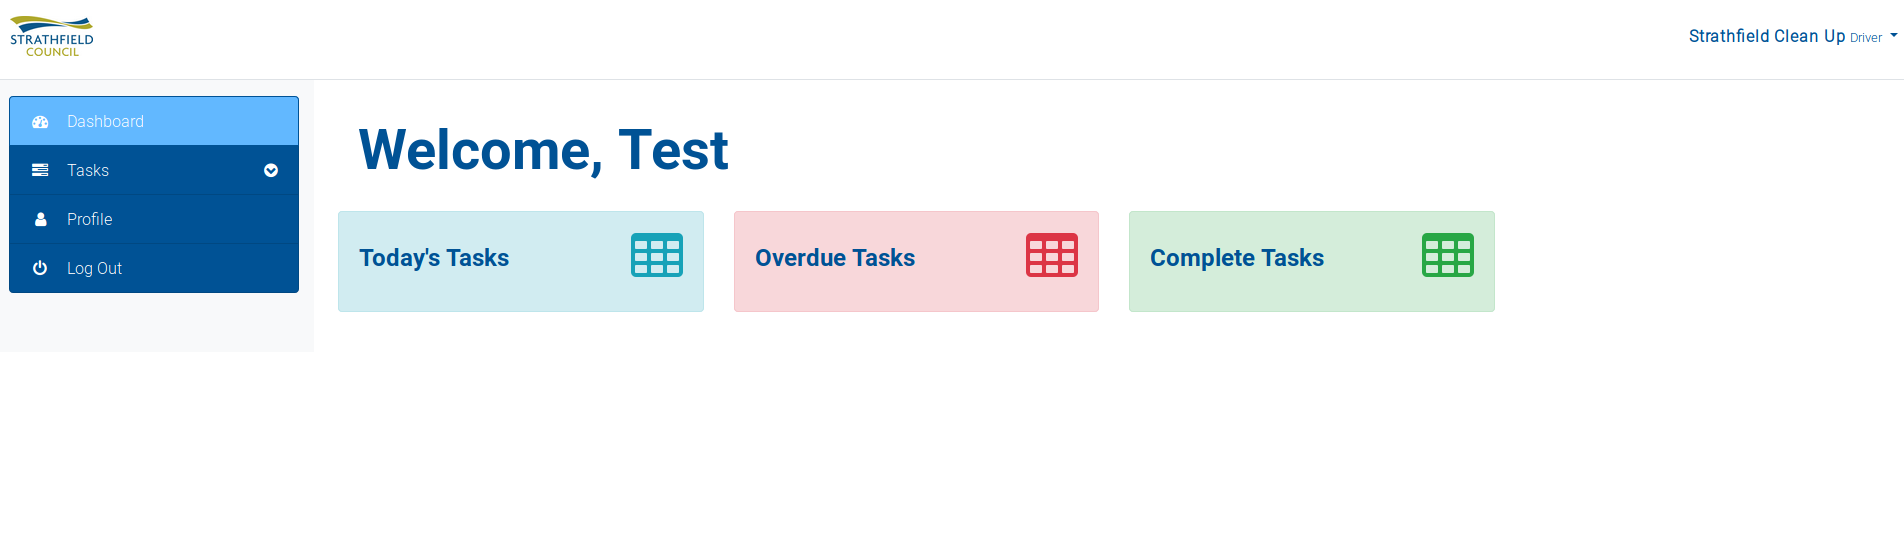 STRATHFIELD
COUNCIL
Strathfield Clean Up Driver
Dashboard
Tasks
Profile
Log Out
Welcome, Test
Today's Tasks
Overdue Tasks
Complete Tasks